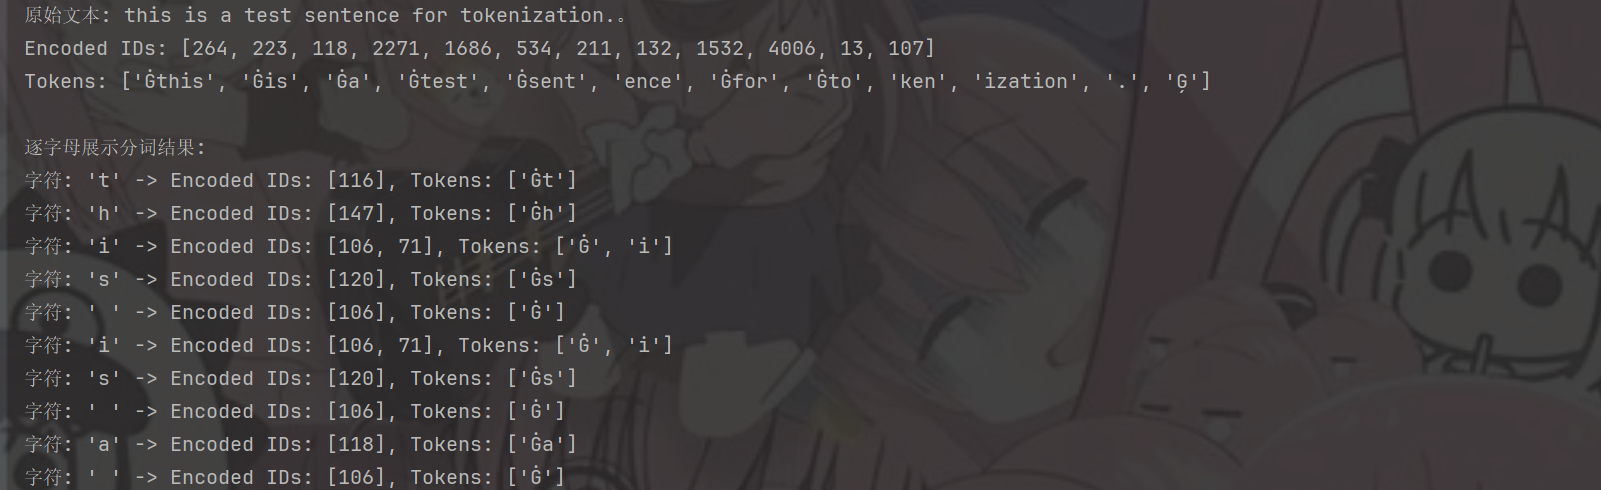 原始文本: this is a test sentence for tokenization.。
Encoded IDs: [264, 223, 118, 2271, 1686, 534, 211, 132, 1532, 4006, 13, 107]
Tokens: ['Ġthis', 'Ġis', 'Ġa', 'Ġtest', 'Ġsent', 'ence', 'Ġfor', 'Ġto', 'ken', 'ization', '.', 'Ģ']
逐字母展示分词结果:
字符: 't' -> Encoded IDs: [116], Tokens: ['Ġt']
字符: 'h' -> Encoded IDs: [147], Tokens: ['Ġh']
字符: 'i' -> Encoded IDs: [106, 71], Tokens: ['Ġ', 'i']
字符: 's' -> Encoded IDs: [120], Tokens: ['Ġs']
字符: ' ' -> Encoded IDs: [106], Tokens: ['Ġ']
字符: 'i' -> Encoded IDs: [106, 71], Tokens: ['Ġ', 'i']
字符: 's' -> Encoded IDs: [120], Tokens: ['Ġs']
字符: ' ' -> Encoded IDs: [106], Tokens: ['Ġ']
字符: 'a' -> Encoded IDs: [118], Tokens: ['Ġa']
字符: ' ' -> Encoded IDs: [106], Tokens: ['Ġ']